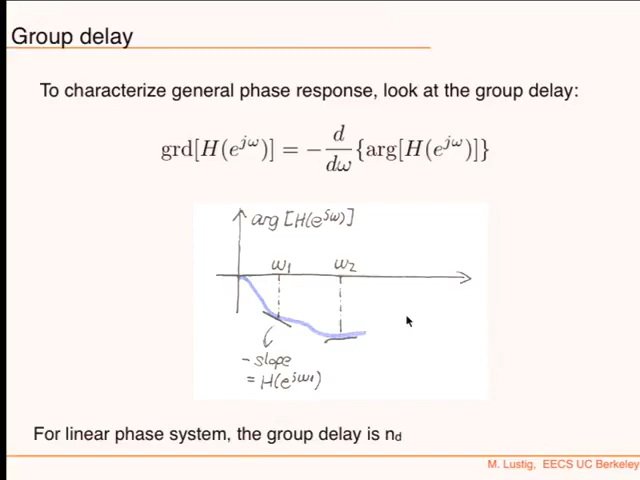 Group delay
To characterize general phase response, look at the group delay:
grd[H(e^{jω})] = − d/dω {arg[H(e^{jω})]}
arg[H(e^{jω})]
ω₁ ω₂
- slope
= H(e^{jω₁})
For linear phase system, the group delay is n_d
M. Lustig, EECS UC Berkeley